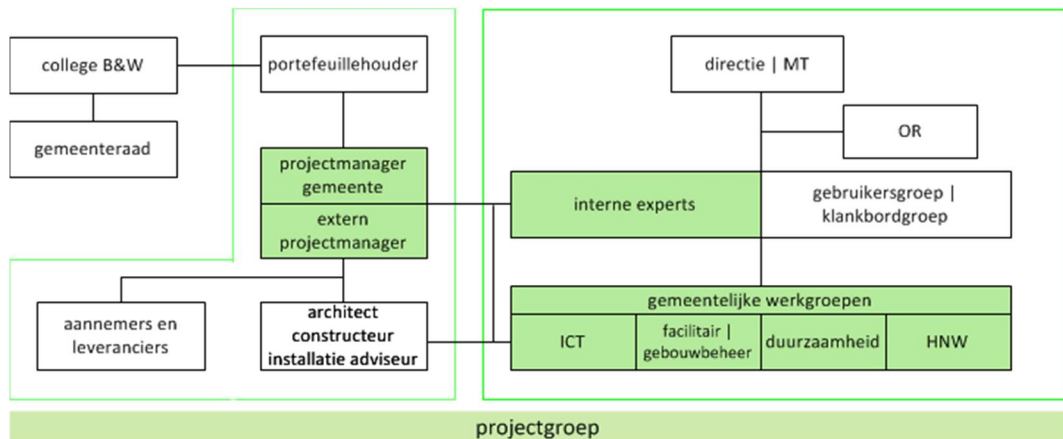 college B&W
portefeuillehouder
directie | MT
gemeenteraad
OR
projectmanager
gemeente
extern
projectmanager
interne experts
gebruikersgroep |
klankbordgroep
aannemers en
leveranciers
architect
constructeur
installatie adviseur
gemeentelijke werkgroepen
ICT
facilitair |
gebouwbeheer
duurzaamheid
HNW
projectgroep